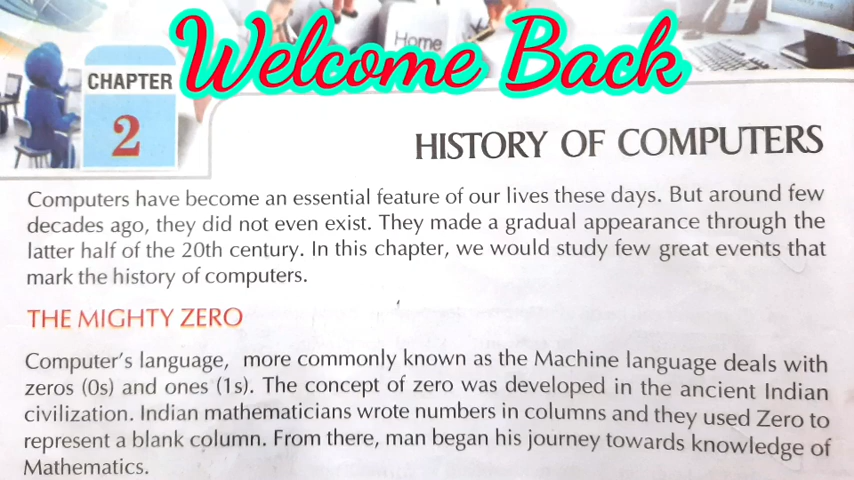 Welcome Back
Home
CHAPTER
2
HISTORY OF COMPUTERS
Computers have become an essential feature of our lives these days. But around few
decades ago, they did not even exist. They made a gradual appearance through the
latter half of the 20th century. In this chapter, we would study few great events that
mark the history of computers.
THE MIGHTY ZERO
Computer's language, more commonly known as the Machine language deals with
zeros (0s) and ones (1s). The concept of zero was developed in the ancient Indian
civilization. Indian mathematicians wrote numbers in columns and they used Zero to
represent a blank column. From there, man began his journey towards knowledge of
Mathematics.